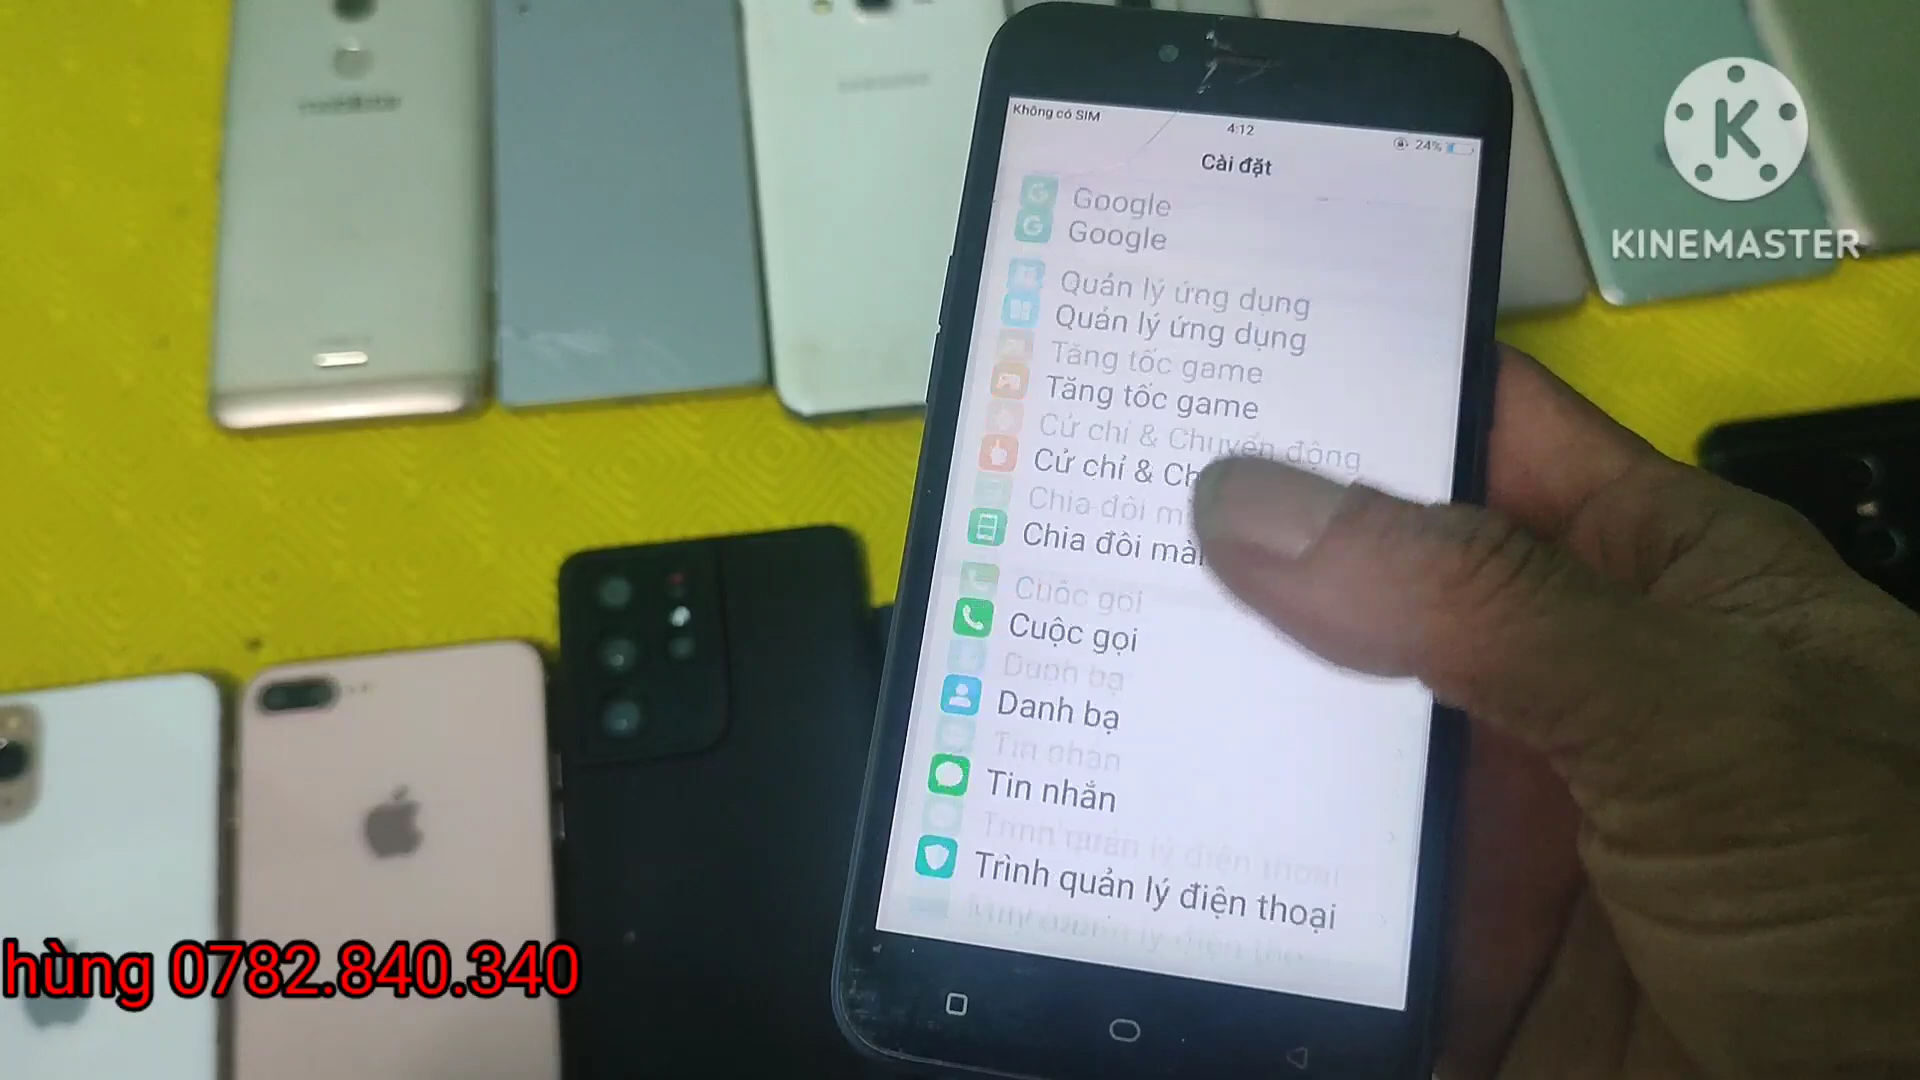 SAMSUNG
Không có SIM
4:12
24%
K
KINEMASTER
Cài đặt
Google
Google
Quản lý ứng dụng
Quản lý ứng dụng
Tăng tốc game
Tăng tốc game
Cử chỉ & Chuyển động
Cử chỉ & Ch
Chia đôi m
Chia đôi màn
Cuộc gọi
Cuộc gọi
Danh bạ
Danh bạ
Tin nhắn
Tin nhắn
Trình quản lý điện thoại
Trình quản lý điện thoại
hùng 0782.840.340